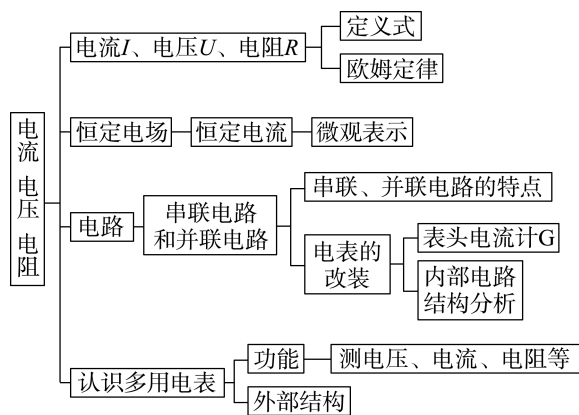 电流 电压 电阻
电流I、电压U、电阻R
定义式
欧姆定律
恒定电场
恒定电流
微观表示
电路
串联电路
和并联电路
串联、并联电路的特点
电表的
改装
表头电流计G
内部电路
结构分析
认识多用电表
功能
测电压、电流、电阻等
外部结构